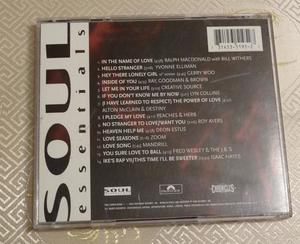 SOUL
essentials
IN THE NAME OF LOVE RALPH MACDONALD with BILL WITHERS
HELLO STRANGER YVONNE ELLIMAN
HEY THERE LONELY GIRL GERRY WOO
INSIDE OF YOU RAY, GOODMAN & BROWN
LET ME IN YOUR LIFE CREATIVE SOURCE
IF YOU DON'T KNOW ME BY NOW LYN COLLINS
(I HAVE LEARNED TO RESPECT) THE POWER OF LOVE
ALTON McCLAIN & DESTINY
I PLEDGE MY LOVE PEACHES & HERB
NO STRANGER TO LOVE/WANT YOU ROY AYERS
HEAVEN HELP ME DEON ESTUS
LOVE SEASONS ZOOM
LOVE SONG MANDRILL
YOU SURE LOVE TO BALL FRED WESLEY & THE J.B.'S
IKE'S RAP VII/THIS TIME I'LL BE SWEETER ISAAC HAYES
SOUL
CHRONICLES